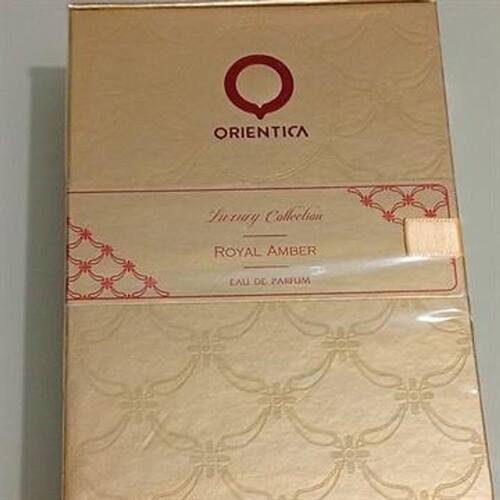 ORIENTICA
Luxury Collection
ROYAL AMBER
EAU DE PARFUM